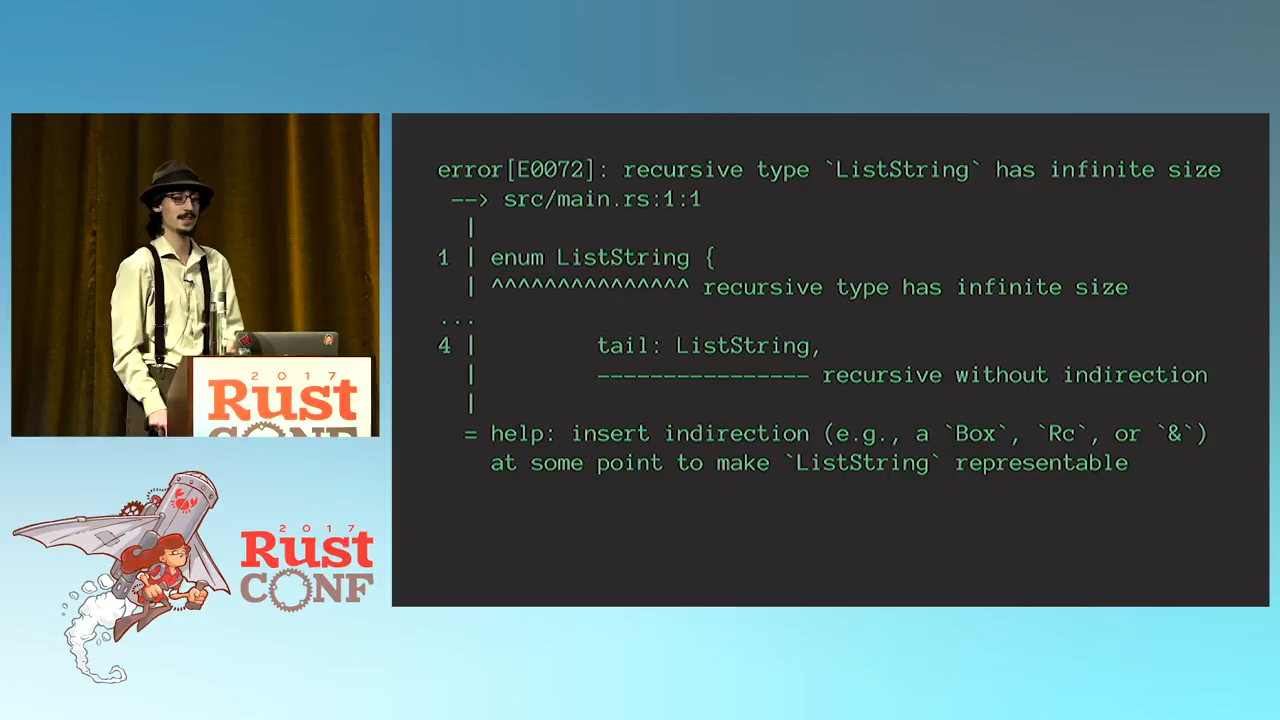 error[E0072]: recursive type `ListString` has infinite size
--> src/main.rs:1:1
|
1 | enum ListString {
| ^^^^^^^^^^^^^^^ recursive type has infinite size
...
4 | tail: ListString,
| ---------------- recursive without indirection
|
= help: insert indirection (e.g., a `Box`, `Rc`, or `&`)
at some point to make `ListString` representable
2017
Rust
CONF
2017
Rust
CONF